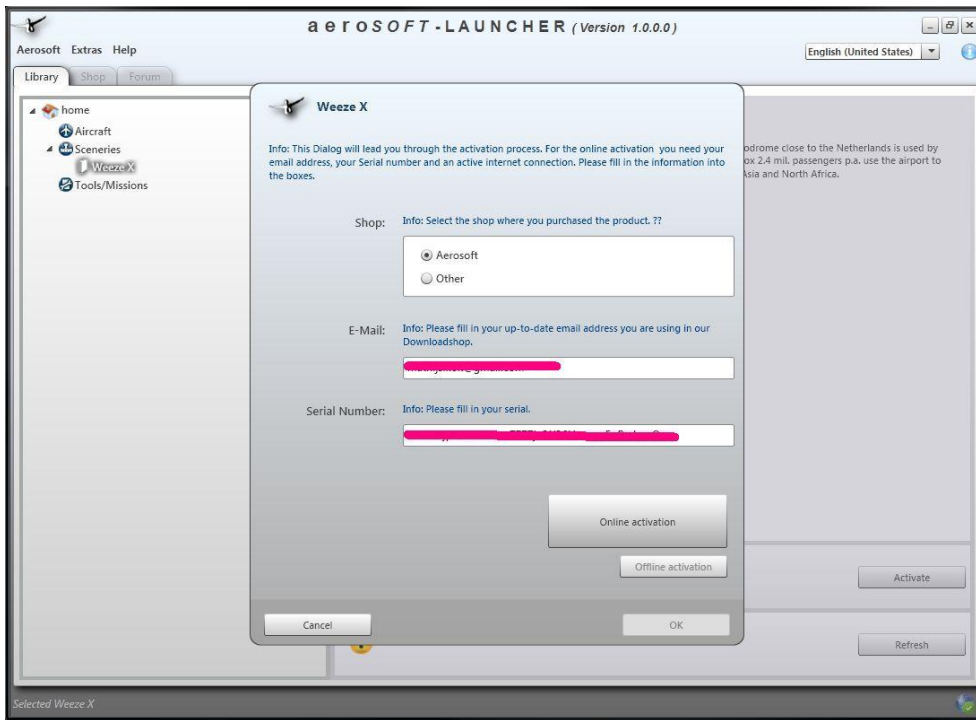 aeroSOFT-LAUNCHER (Version 1.0.0.0)
Aerosoft Extras Help
English (United States)
Library Shop Forum
home
Aircraft
Sceneries
Weeze X
Tools/Missions
Weeze X
Info: This Dialog will lead you through the activation process. For the online activation you need your
email address, your Serial number and an active internet connection. Please fill in the information into
the boxes.
odrome close to the Netherlands is used by
ox 2.4 mil. passengers p.a. use the airport to
Asia and North Africa.
Shop:
Info: Select the shop where you purchased the product. ??
Aerosoft
Other
E-Mail:
Info: Please fill in your up-to-date email address you are using in our
Downloadshop.
Serial Number:
Info: Please fill in your serial.
Online activation
Offline activation
Activate
Cancel
OK
Refresh
Selected Weeze X